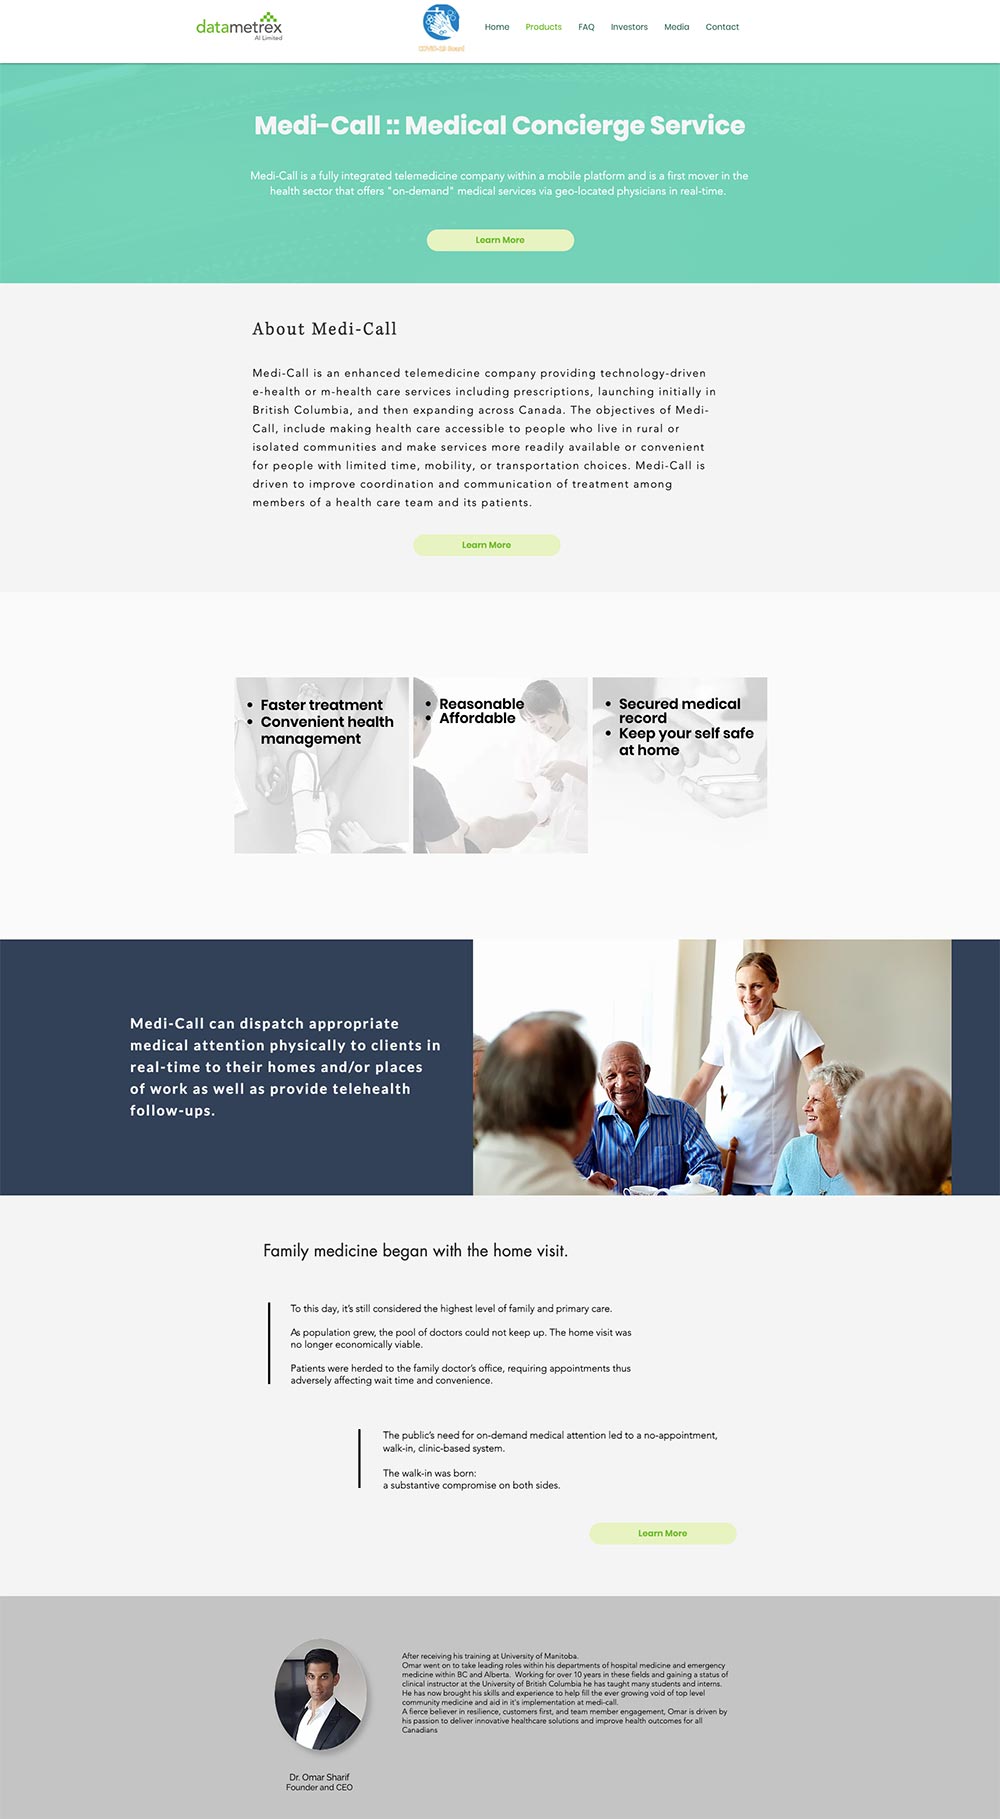 datametrex
AI Limited
COVID-19 Board
Home Products FAQ Investors Media Contact
Medi-Call :: Medical Concierge Service
Medi-Call is a fully integrated telemedicine company within a mobile platform and is a first mover in the
health sector that offers "on-demand" medical services via geo-located physicians in real-time.
Learn More
About Medi-Call
Medi-Call is an enhanced telemedicine company providing technology-driven
e-health or m-health care services including prescriptions, launching initially in
British Columbia, and then expanding across Canada. The objectives of Medi-
Call, include making health care accessible to people who live in rural or
isolated communities and make services more readily available or convenient
for people with limited time, mobility, or transportation choices. Medi-Call is
driven to improve coordination and communication of treatment among
members of a health care team and its patients.
Learn More
• Faster treatment
• Convenient health
management
• Reasonable
• Affordable
• Secured medical
record
• Keep your self safe
at home
Medi-Call can dispatch appropriate
medical attention physically to clients in
real-time to their homes and/or places
of work as well as provide telehealth
follow-ups.
Family medicine began with the home visit.
To this day, it's still considered the highest level of family and primary care.
As population grew, the pool of doctors could not keep up. The home visit was
no longer economically viable.
Patients were herded to the family doctor's office, requiring appointments thus
adversely affecting wait time and convenience.
The public's need for on-demand medical attention led to a no-appointment,
walk-in, clinic-based system.
The walk-in was born:
a substantive compromise on both sides.
Learn More
After receiving his training at University of Manitoba.
Omar went on to take leading roles within his departments of hospital medicine and emergency
medicine within BC and Alberta. Working for over 10 years in these fields and gaining a status of
clinical instructor at the University of British Columbia he has taught many students and interns.
He has now brought his skills and experience to help fill the ever growing void of top level
community medicine and aid in it's implementation at medi-call.
A fierce believer in resilience, customers first, and team member engagement, Omar is driven by
his passion to deliver innovative healthcare solutions and improve health outcomes for all
Canadians
Dr. Omar Sharif
Founder and CEO